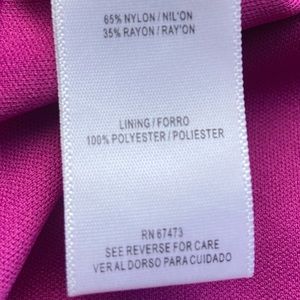 65% NYLON / NIL'ON
35% RAYON / RAY'ON
LINING / FORRO
100% POLYESTER / POLIESTER
RN 67473
SEE REVERSE FOR CARE
VER AL DORSO PARA CUIDADO